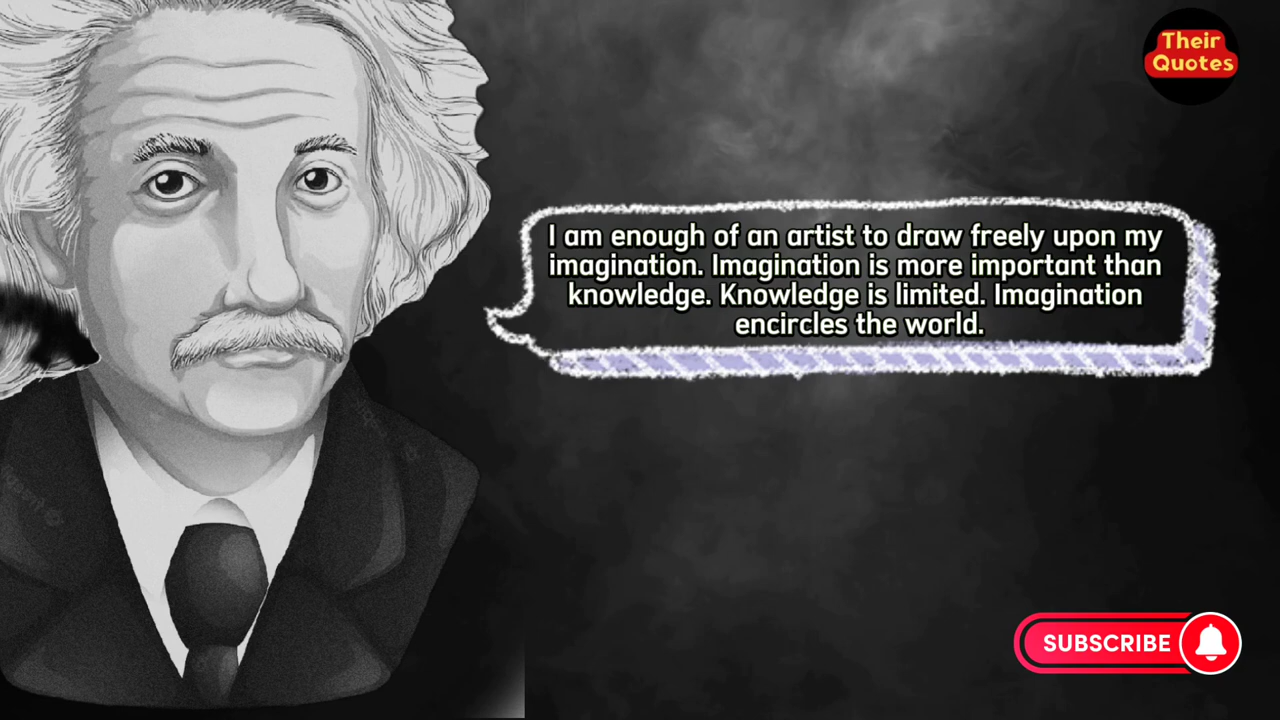 Their
Quotes
I am enough of an artist to draw freely upon my
imagination. Imagination is more important than
knowledge. Knowledge is limited. Imagination
encircles the world.
SUBSCRIBE